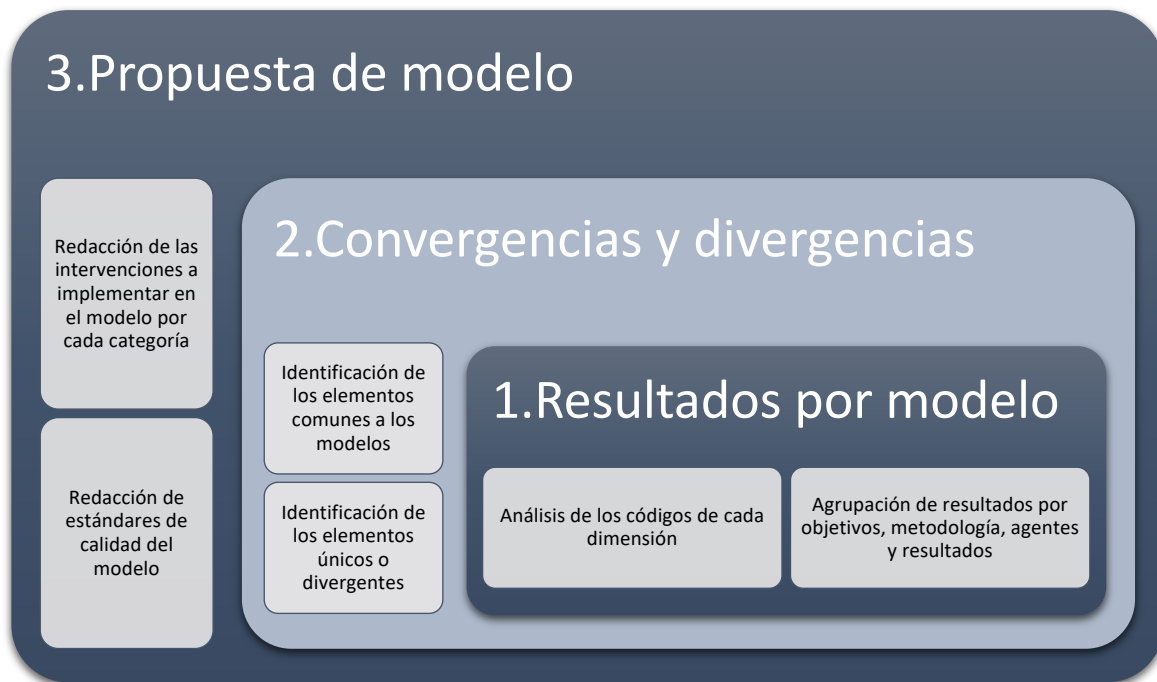 3.Propuesta de modelo
Redacción de las
intervenciones a
implementar en
el modelo por
cada categoría
Redacción de
estándares de
calidad del
modelo
2.Convergencias y divergencias
Identificación de
los elementos
comunes a los
modelos
Identificación de
los elementos
únicos o
divergentes
1.Resultados por modelo
Análisis de los códigos de cada
dimensión
Agrupación de resultados por
objetivos, metodología, agentes
y resultados